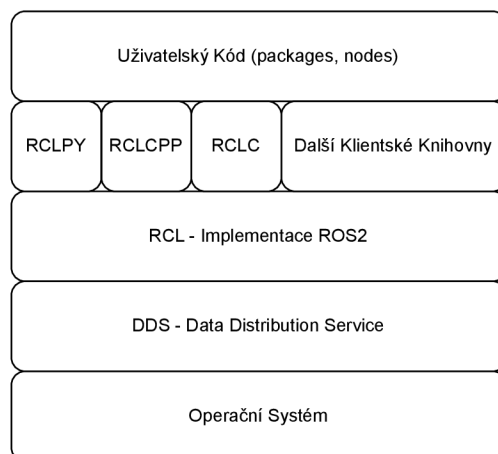 Uživatelský Kód (packages, nodes)
RCLPY
RCLCPP
RCLC
Další Klientské Knihovny
RCL - Implementace ROS2
DDS - Data Distribution Service
Operační Systém